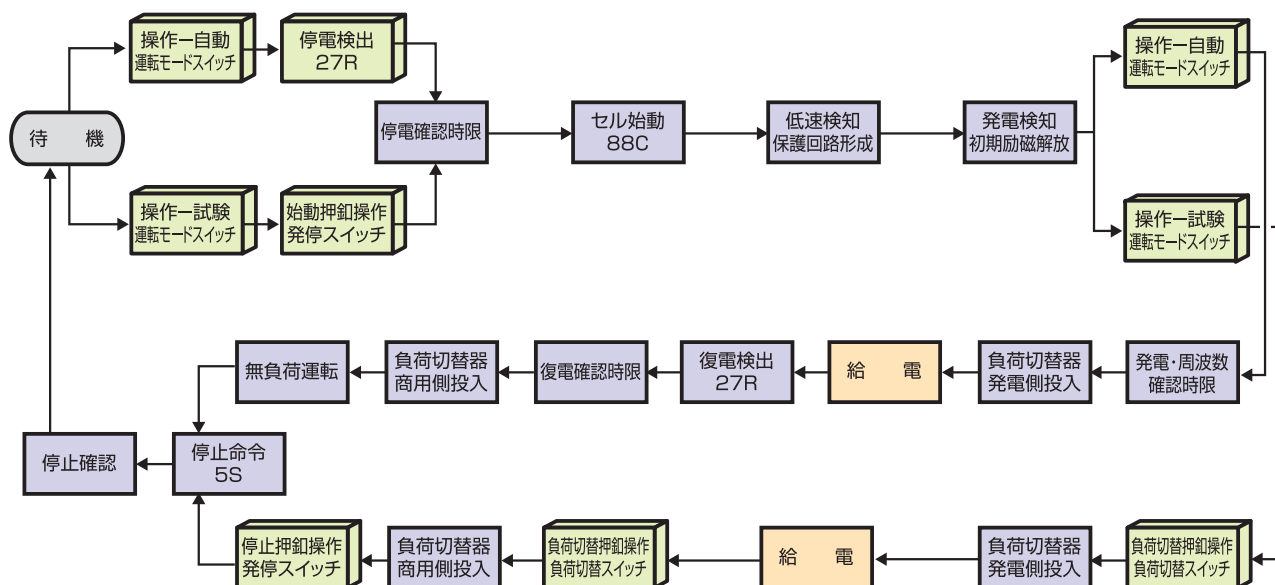 操作ー自動
運転モードスイッチ
停電検出
27R
待　機
停電確認時限
セル始動
88C
低速検知
保護回路形成
発電検知
初期励磁解放
操作ー自動
運転モードスイッチ
操作ー試験
運転モードスイッチ
始動押釦操作
発停スイッチ
操作ー試験
運転モードスイッチ
無負荷運転
負荷切替器
商用側投入
復電確認時限
復電検出
27R
給　電
負荷切替器
発電側投入
発電・周波数
確認時限
停止確認
停止命令
5S
停止押釦操作
発停スイッチ
負荷切替器
商用側投入
負荷切替押釦操作
負荷切替スイッチ
給　電
負荷切替器
発電側投入
負荷切替押釦操作
負荷切替スイッチ